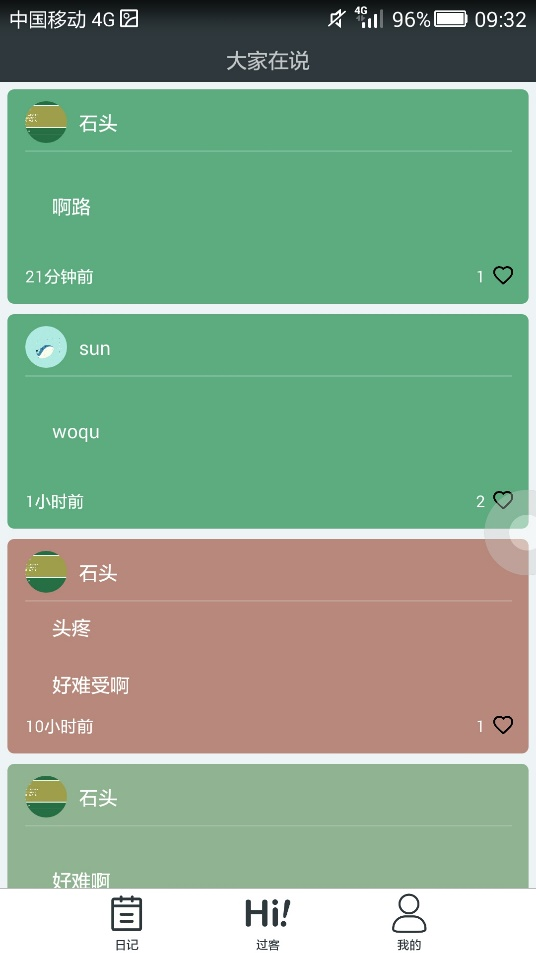 中国移动 4G 4G 96% 09:32
大家在说
石头
啊路
21分钟前 1
sun
woqu
1小时前 2
石头
头疼
好难受啊
10小时前 1
石头
好难啊
Hi!
日记 过客 我的